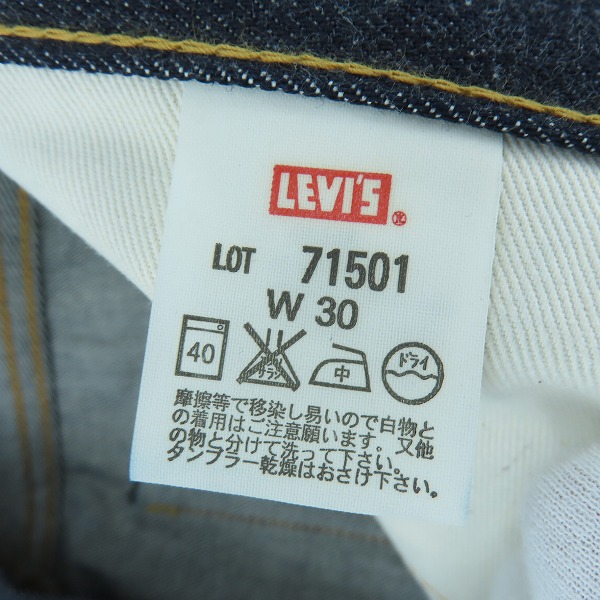 LEVI'S
LOT 71501
W 30
40 中 ドライ
摩擦等で移染し易いので白物と
の着用はご注意願います。又他
の物と分けて洗って下さい。
タンブラー乾燥はおさけ下さい。